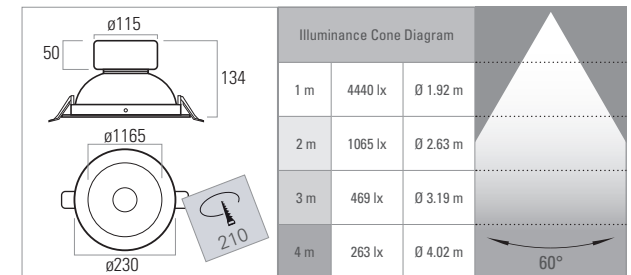 ø115
50
134
ø1165
210
ø230
Illuminance Cone Diagram
1 m 4440 lx Ø 1.92 m
2 m 1065 lx Ø 2.63 m
3 m 469 lx Ø 3.19 m
4 m 263 lx Ø 4.02 m
60°